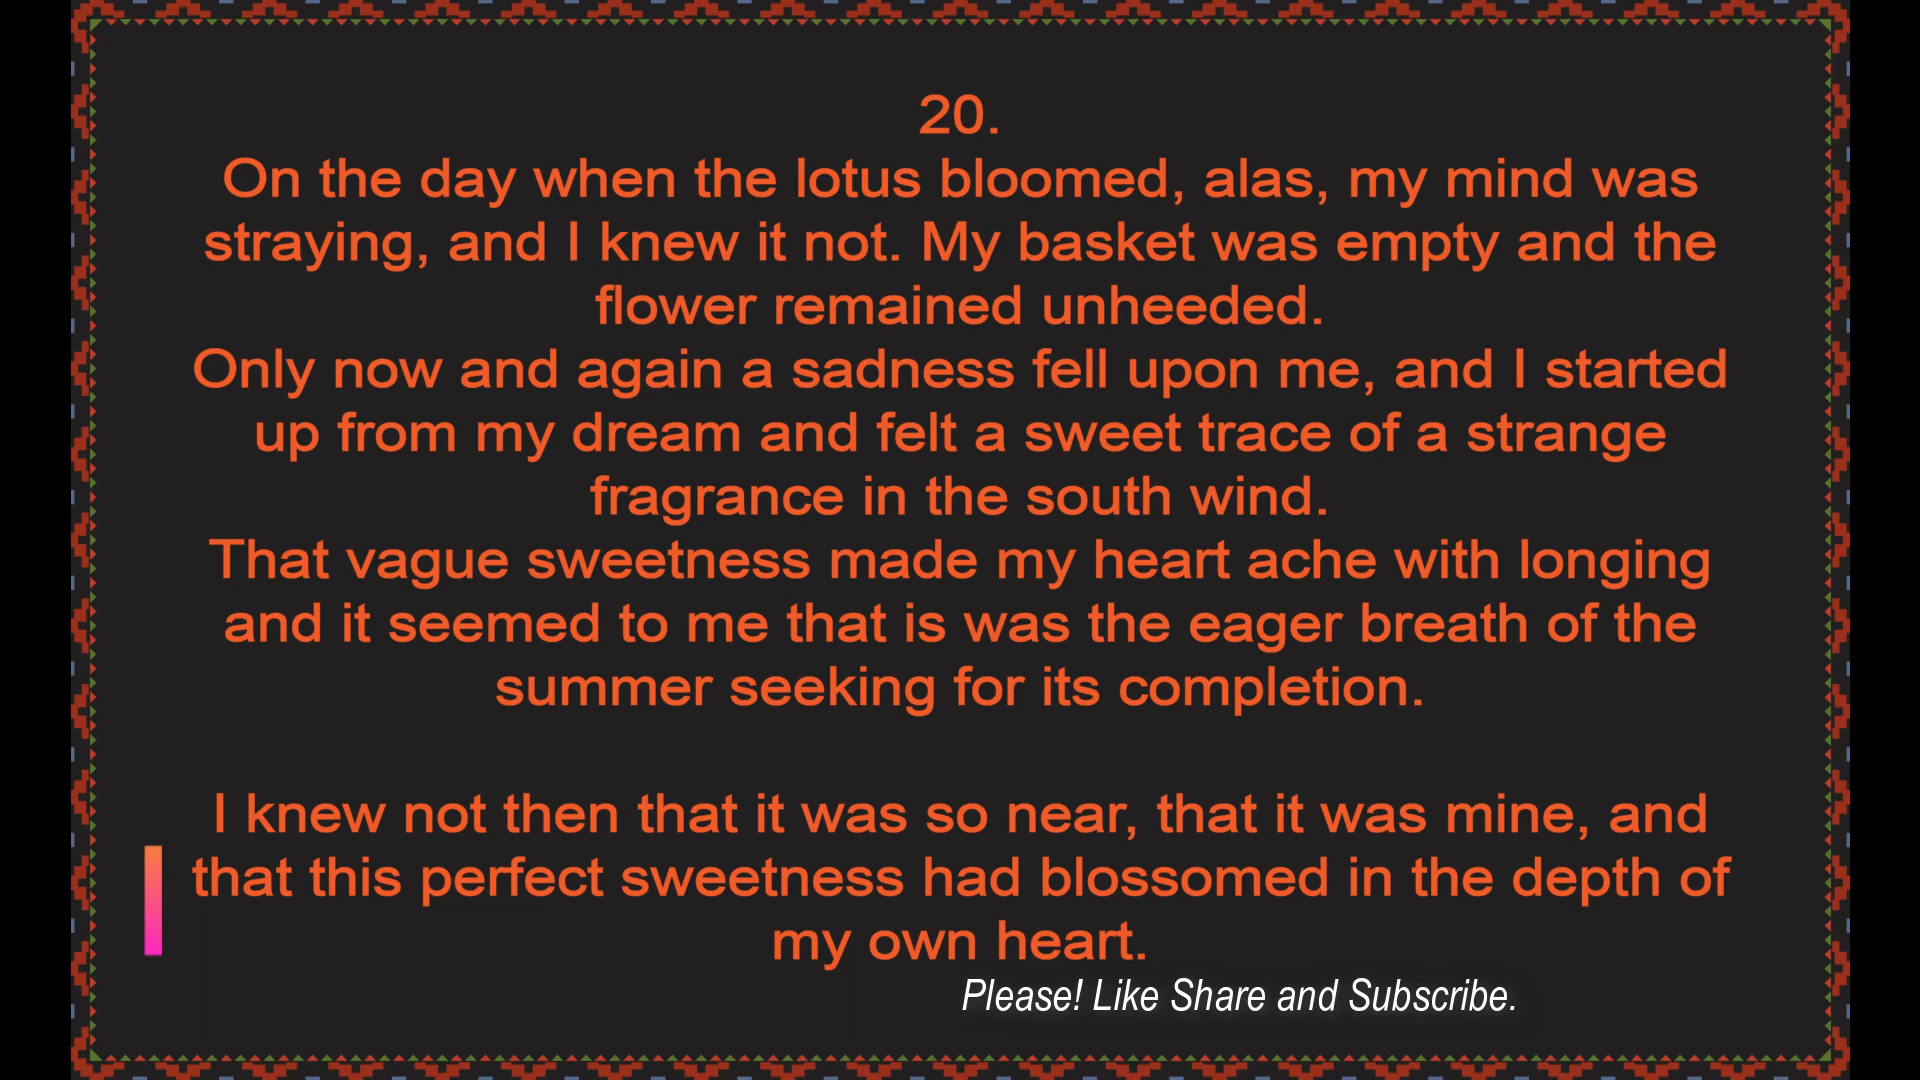 20.
On the day when the lotus bloomed, alas, my mind was
straying, and I knew it not. My basket was empty and the
flower remained unheeded.
Only now and again a sadness fell upon me, and I started
up from my dream and felt a sweet trace of a strange
fragrance in the south wind.
That vague sweetness made my heart ache with longing
and it seemed to me that is was the eager breath of the
summer seeking for its completion.
I knew not then that it was so near, that it was mine, and
that this perfect sweetness had blossomed in the depth of
my own heart.
Please! Like Share and Subscribe.